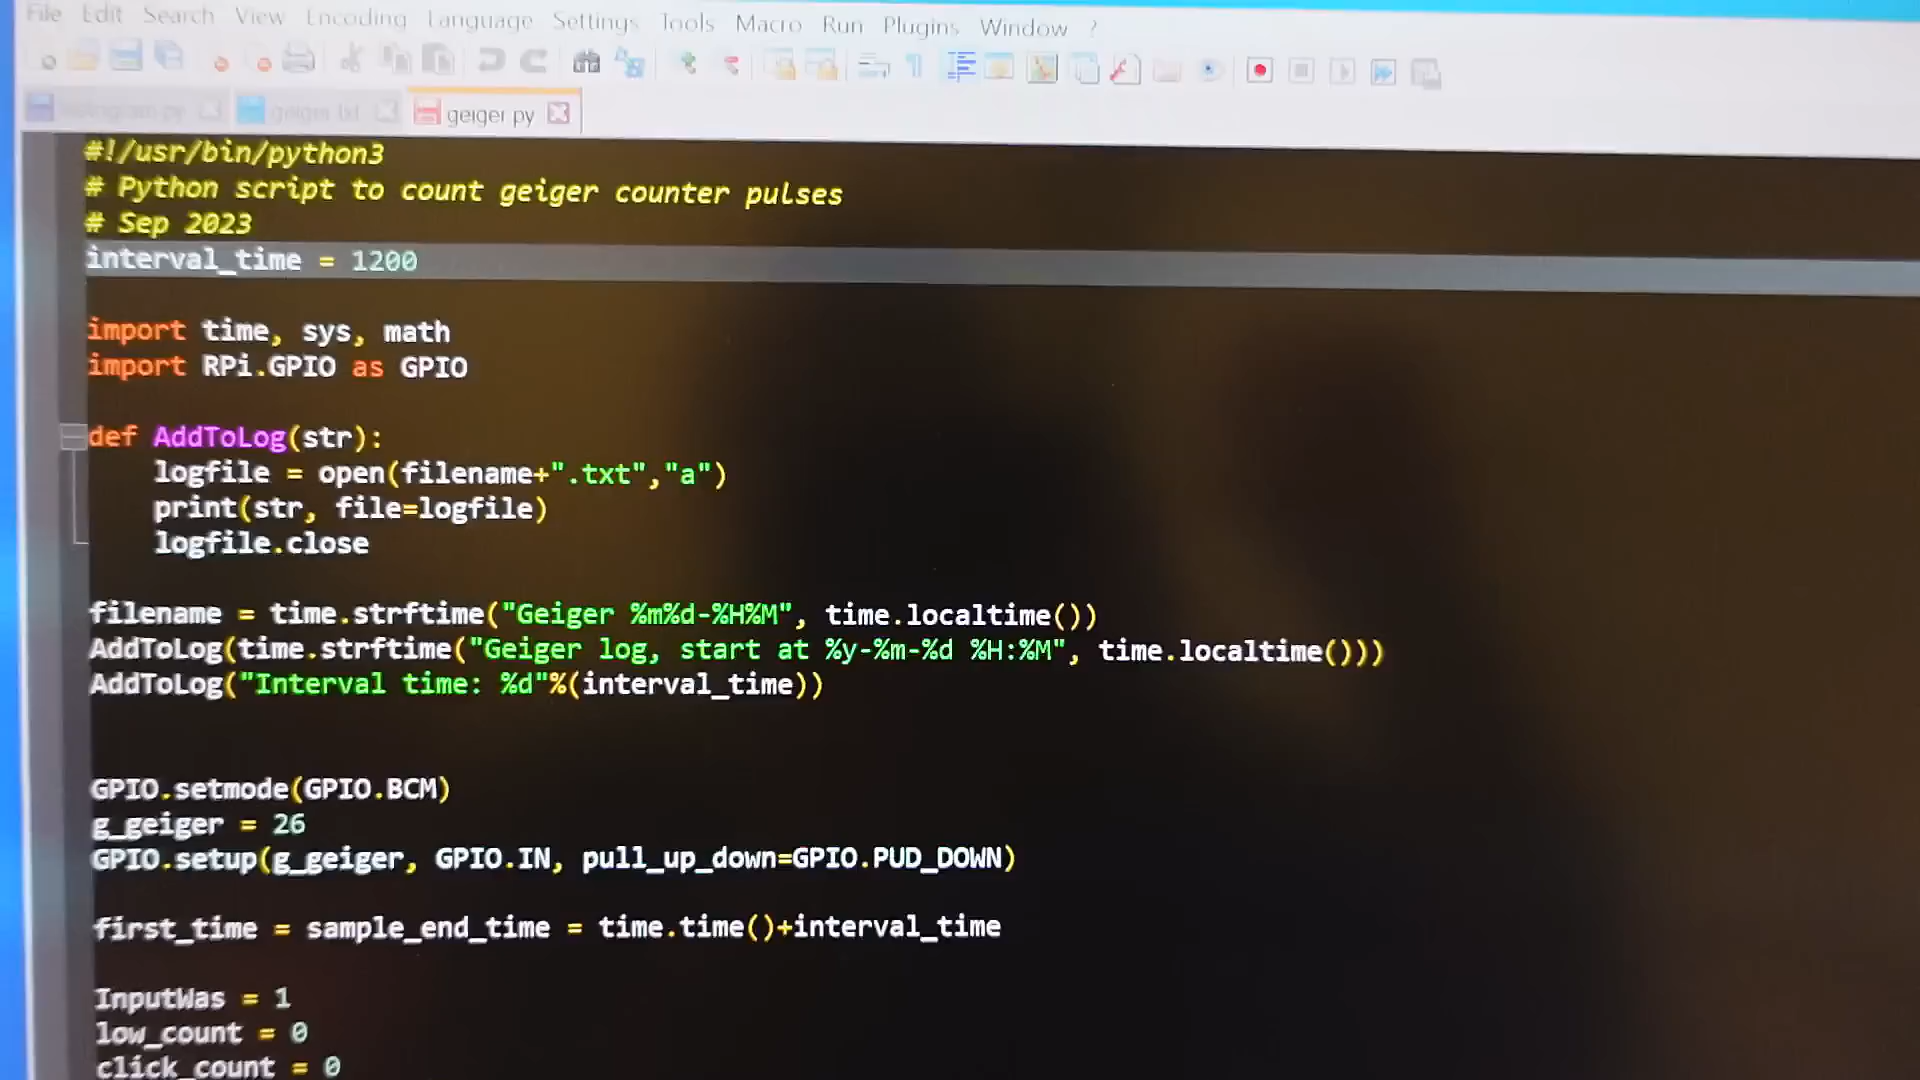 File Edit Search View Encoding Language Settings Tools Macro Run Plugins Window ?
geiger.txt geiger.py
#!/usr/bin/python3
# Python script to count geiger counter pulses
# Sep 2023
interval_time = 1200
import time, sys, math
import RPi.GPIO as GPIO
def AddToLog(str):
logfile = open(filename+".txt","a")
print(str, file=logfile)
logfile.close
filename = time.strftime("Geiger %m%d-%H%M", time.localtime())
AddToLog(time.strftime("Geiger log, start at %y-%m-%d %H:%M", time.localtime()))
AddToLog("Interval time: %d"%(interval_time))
GPIO.setmode(GPIO.BCM)
g_geiger = 26
GPIO.setup(g_geiger, GPIO.IN, pull_up_down=GPIO.PUD_DOWN)
first_time = sample_end_time = time.time()+interval_time
InputWas = 1
low_count = 0
click_count = 0